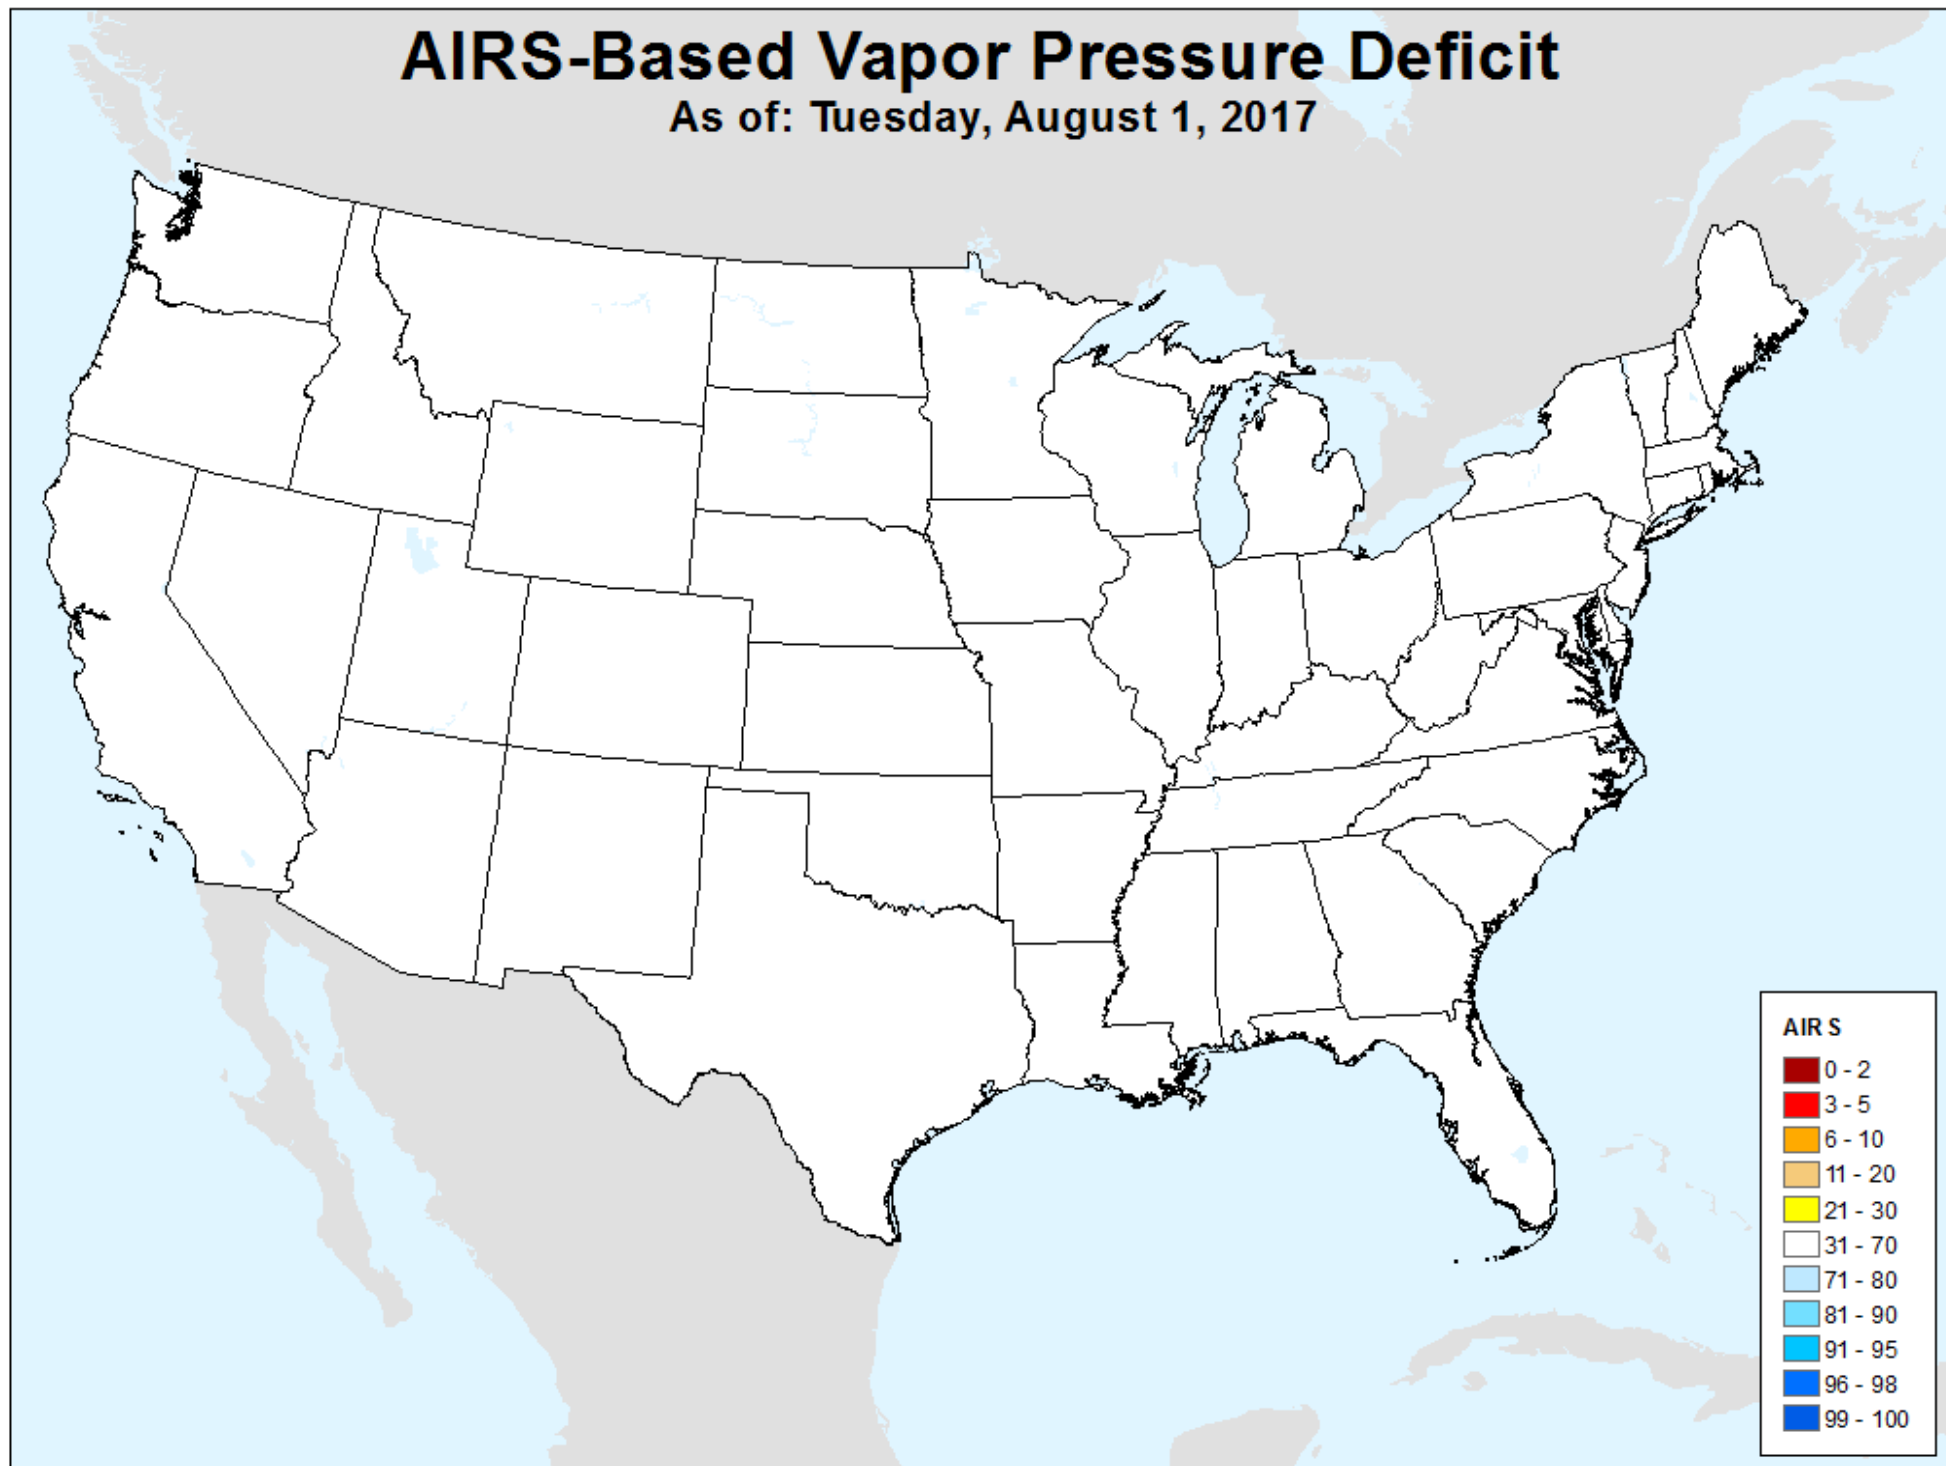 AIRS-Based Vapor Pressure Deficit
As of: Tuesday, August 1, 2017
AIRS
0 - 2
3 - 5
6 - 10
11 - 20
21 - 30
31 - 70
71 - 80
81 - 90
91 - 95
96 - 98
99 - 100